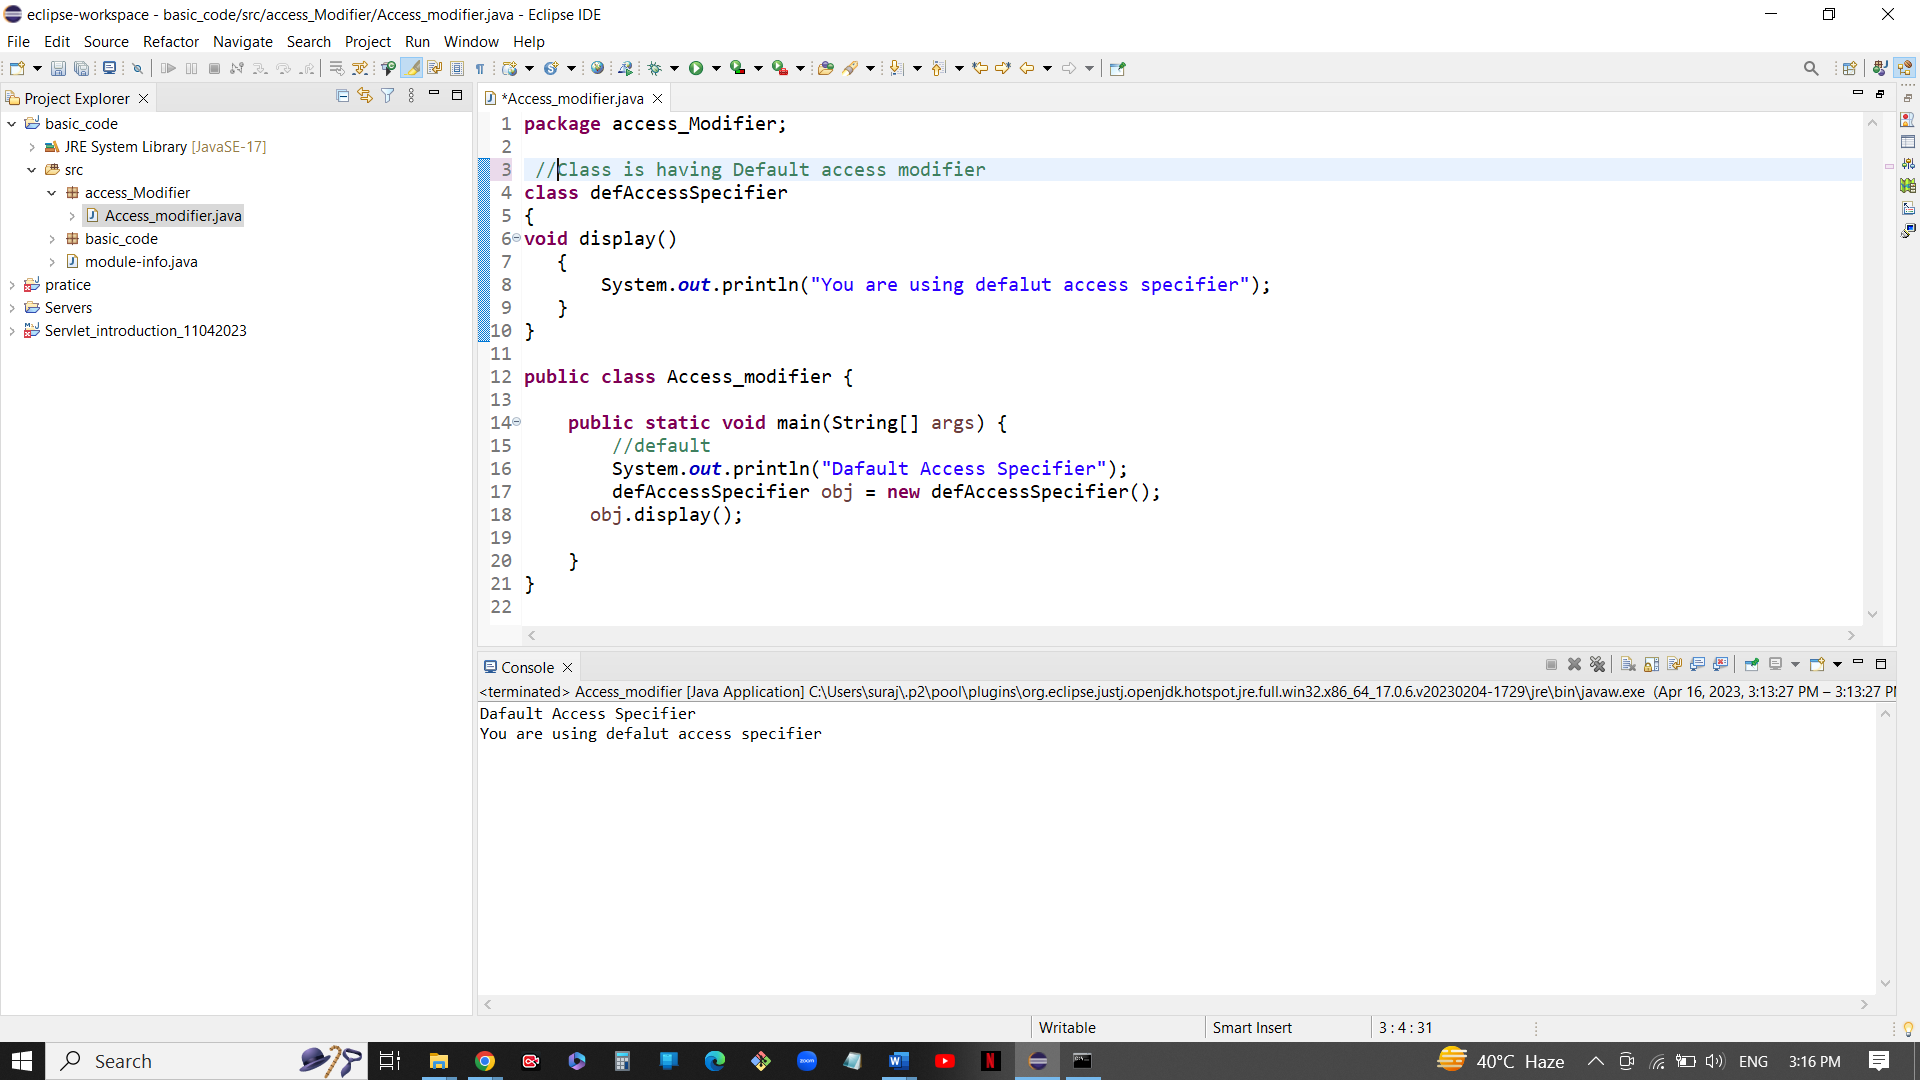 eclipse-workspace - basic_code/src/access_Modifier/Access_modifier.java - Eclipse IDE
File Edit Source Refactor Navigate Search Project Run Window Help
Project Explorer
basic_code
JRE System Library [JavaSE-17]
src
access_Modifier
Access_modifier.java
basic_code
module-info.java
pratice
Servers
Servlet_introduction_11042023
*Access_modifier.java
1 package access_Modifier;
2
3 //Class is having Default access modifier
4 class defAccessSpecifier
5 {
6 void display()
7 {
8 System.out.println("You are using defalut access specifier");
9 }
10 }
11
12 public class Access_modifier {
13
14 public static void main(String[] args) {
15 //default
16 System.out.println("Dafault Access Specifier");
17 defAccessSpecifier obj = new defAccessSpecifier();
18 obj.display();
19
20 }
21 }
22
Console
<terminated> Access_modifier [Java Application] C:\Users\suraj\.p2\pool\plugins\org.eclipse.justj.openjdk.hotspot.jre.full.win32.x86_64_17.0.6.v20230204-1729\jre\bin\javaw.exe (Apr 16, 2023, 3:13:27 PM – 3:13:27 PM
Dafault Access Specifier
You are using defalut access specifier
Writable Smart Insert 3 : 4 : 31
Search 40°C Haze ENG 3:16 PM